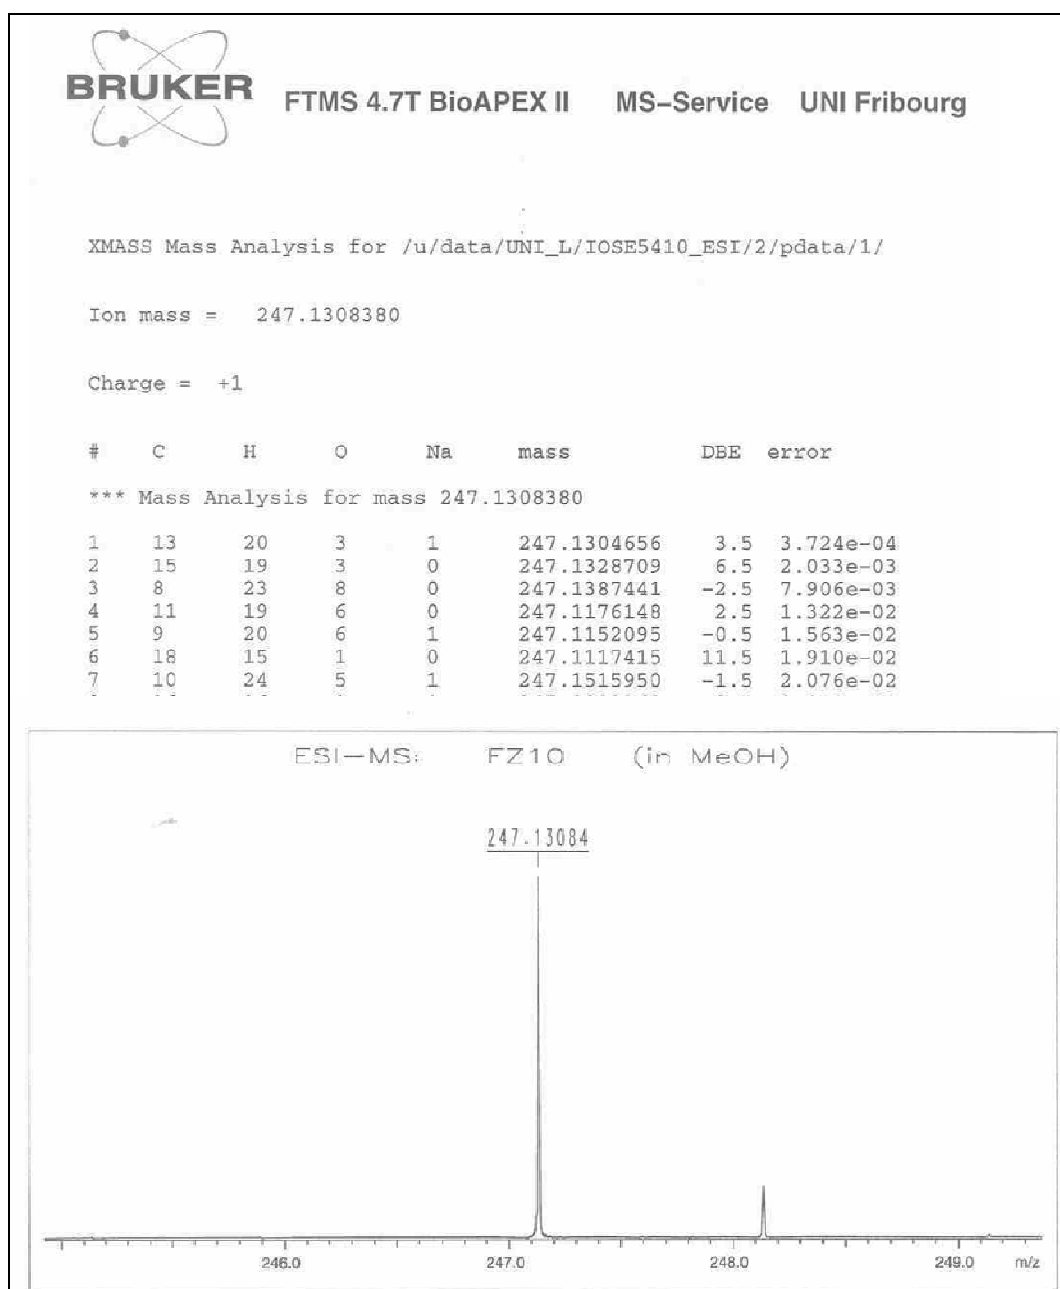 BRUKER
FTMS 4.7T BioAPEX II MS-Service UNI Fribourg
XMASS Mass Analysis for /u/data/UNI_L/IOSE5410_ESI/2/pdata/1/
Ion mass = 247.1308380
Charge = +1
# C H O Na mass DBE error
*** Mass Analysis for mass 247.1308380
1 13 20 3 1 247.1304656 3.5 3.724e-04
2 15 19 3 0 247.1328709 6.5 2.033e-03
3 8 23 8 0 247.1387441 -2.5 7.906e-03
4 11 19 6 0 247.1176148 2.5 1.322e-02
5 9 20 6 1 247.1152095 -0.5 1.563e-02
6 18 15 1 0 247.1117415 11.5 1.910e-02
7 10 24 5 1 247.1515950 -1.5 2.076e-02
ESI-MS: FZ10 (in MeOH)
247.13084
246.0 247.0 248.0 249.0 m/z